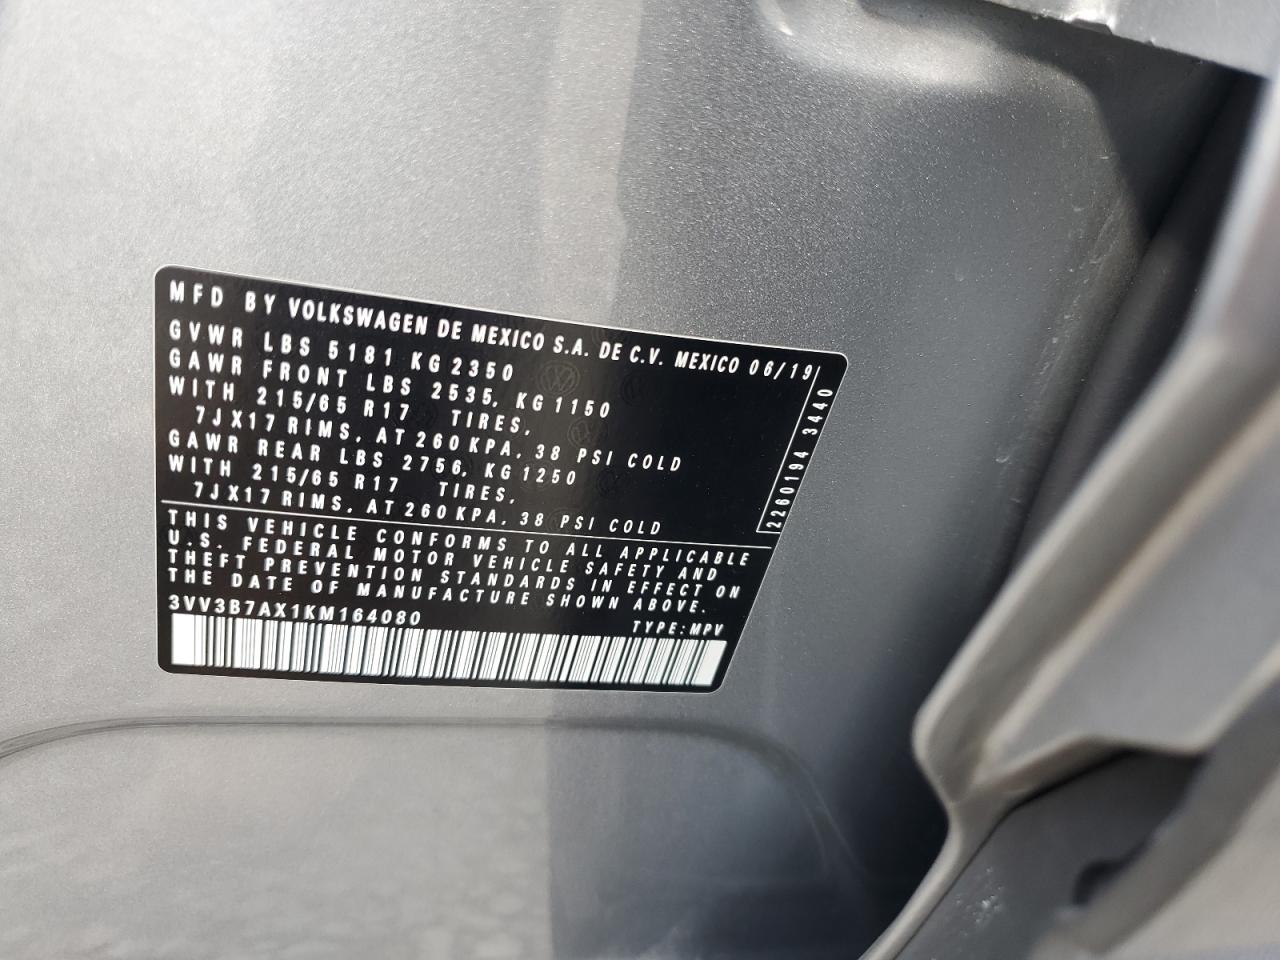 MFD BY VOLKSWAGEN DE MEXICO S.A. DE C.V. MEXICO 06/19
GVWR LBS 5181 KG 2350
GAWR FRONT LBS 2535, KG 1150
WITH 215/65 R17 TIRES,
7JX17 RIMS, AT 260 KPA, 38 PSI COLD
GAWR REAR LBS 2756, KG 1250
WITH 215/65 R17 TIRES,
7JX17 RIMS, AT 260 KPA, 38 PSI COLD
2260194 3440
THIS VEHICLE CONFORMS TO ALL APPLICABLE
U.S. FEDERAL MOTOR VEHICLE SAFETY AND
THEFT PREVENTION STANDARDS IN EFFECT ON
THE DATE OF MANUFACTURE SHOWN ABOVE.
3VV3B7AX1KM164080 TYPE:MPV